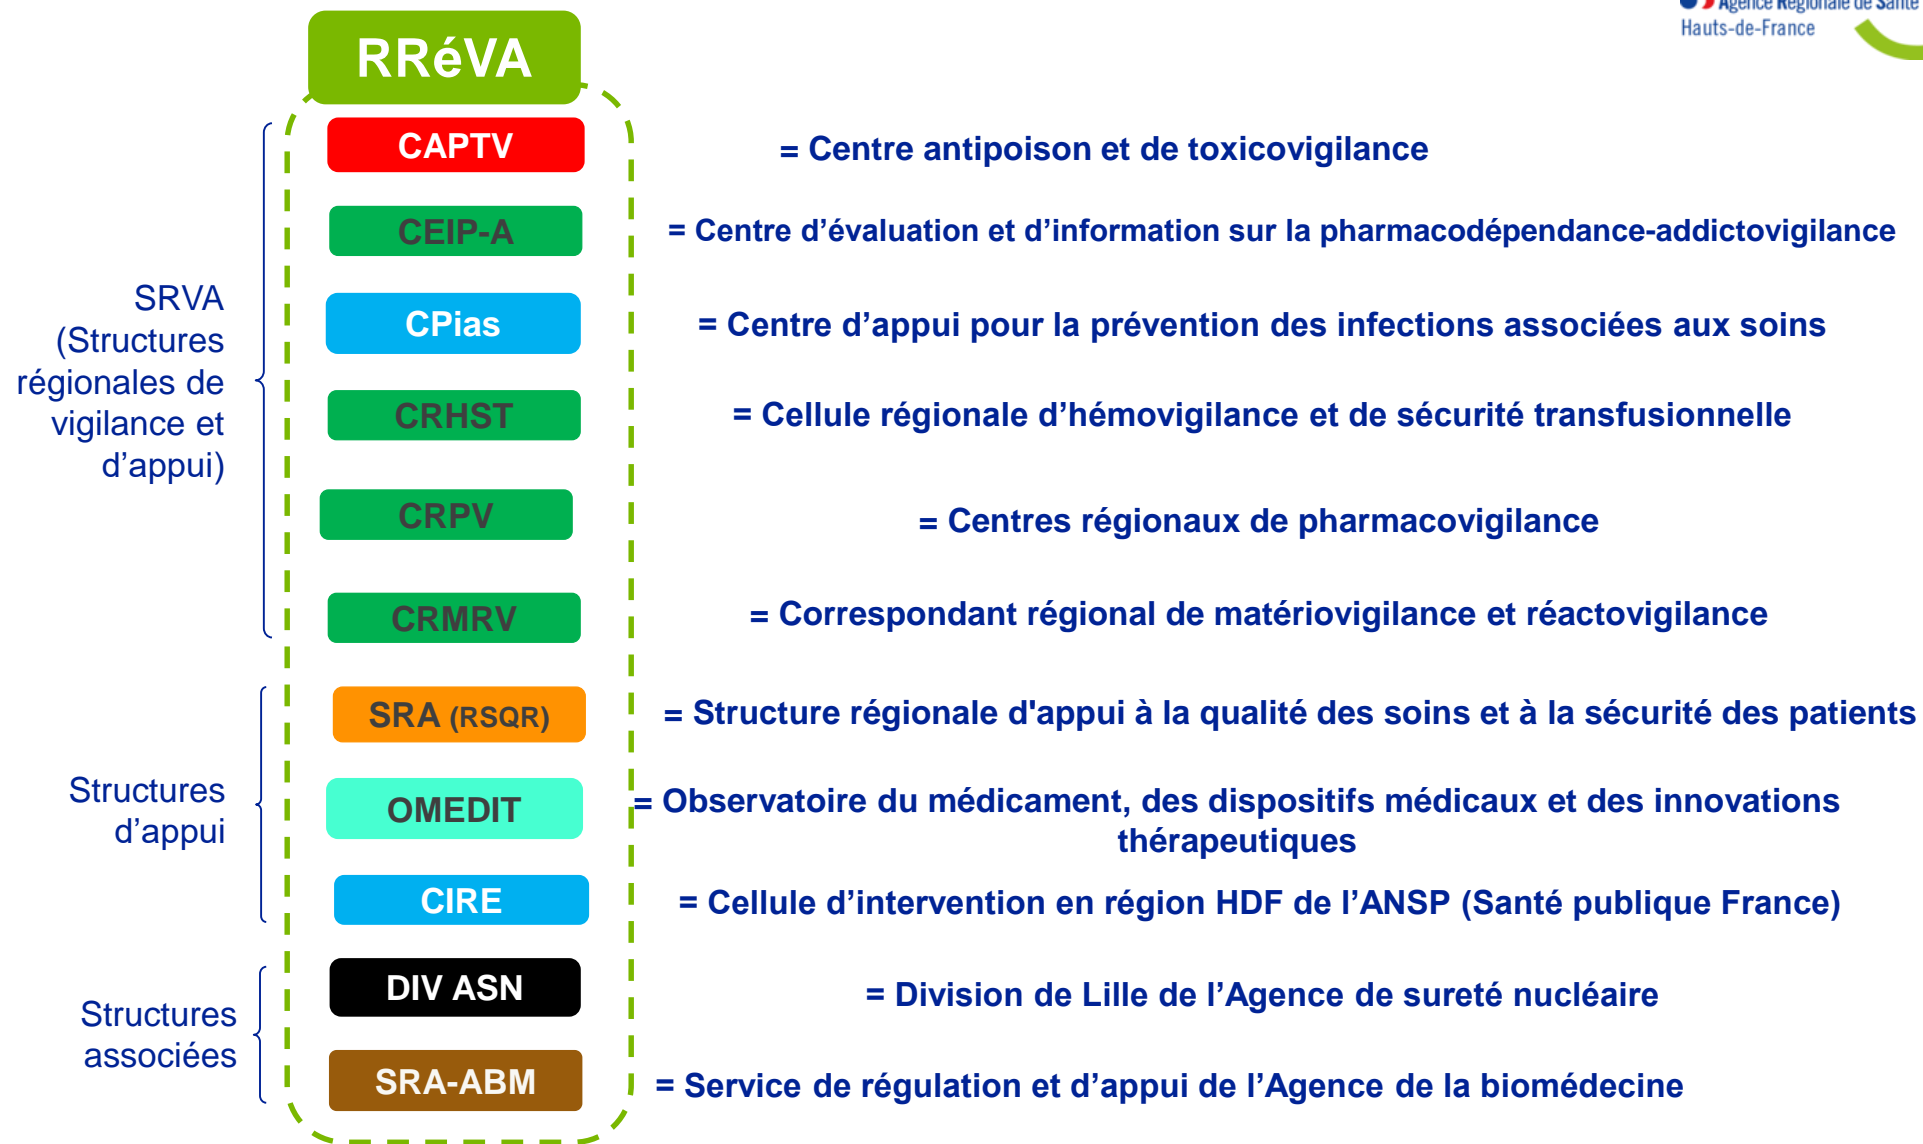 Agence Régionale de Santé
Hauts-de-France
RRéVA
SRVA
(Structures
régionales de
vigilance et
d’appui)
CAPTV
= Centre antipoison et de toxicovigilance
CEIP-A
= Centre d’évaluation et d’information sur la pharmacodépendance-addictovigilance
CPias
= Centre d’appui pour la prévention des infections associées aux soins
CRHST
= Cellule régionale d’hémovigilance et de sécurité transfusionnelle
CRPV
= Centres régionaux de pharmacovigilance
CRMRV
= Correspondant régional de matériovigilance et réactovigilance
Structures
d’appui
SRA (RSQR)
= Structure régionale d'appui à la qualité des soins et à la sécurité des patients
OMEDIT
= Observatoire du médicament, des dispositifs médicaux et des innovations
thérapeutiques
CIRE
= Cellule d’intervention en région HDF de l’ANSP (Santé publique France)
Structures
associées
DIV ASN
= Division de Lille de l’Agence de sureté nucléaire
SRA-ABM
= Service de régulation et d’appui de l’Agence de la biomédecine